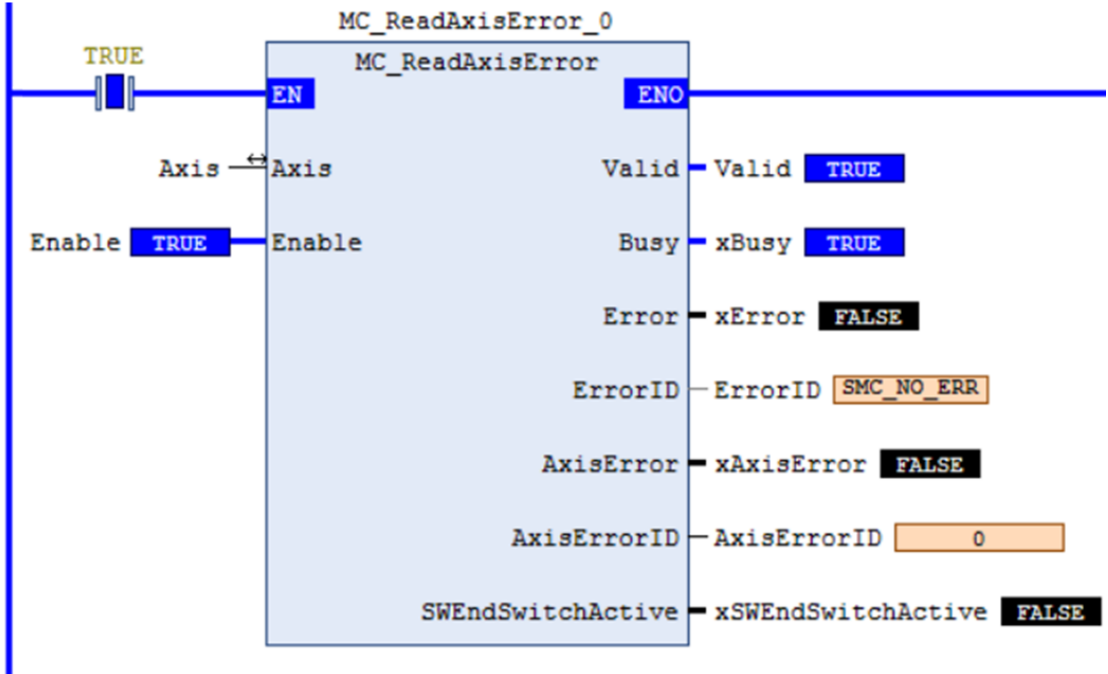 MC_ReadAxisError_0
TRUE
MC_ReadAxisError
EN ENO
Axis Axis Valid Valid TRUE
Enable TRUE Enable Busy xBusy TRUE
Error xError FALSE
ErrorID ErrorID SMC_NO_ERR
AxisError xAxisError FALSE
AxisErrorID AxisErrorID 0
SWEndSwitchActive xSWEndSwitchActive FALSE